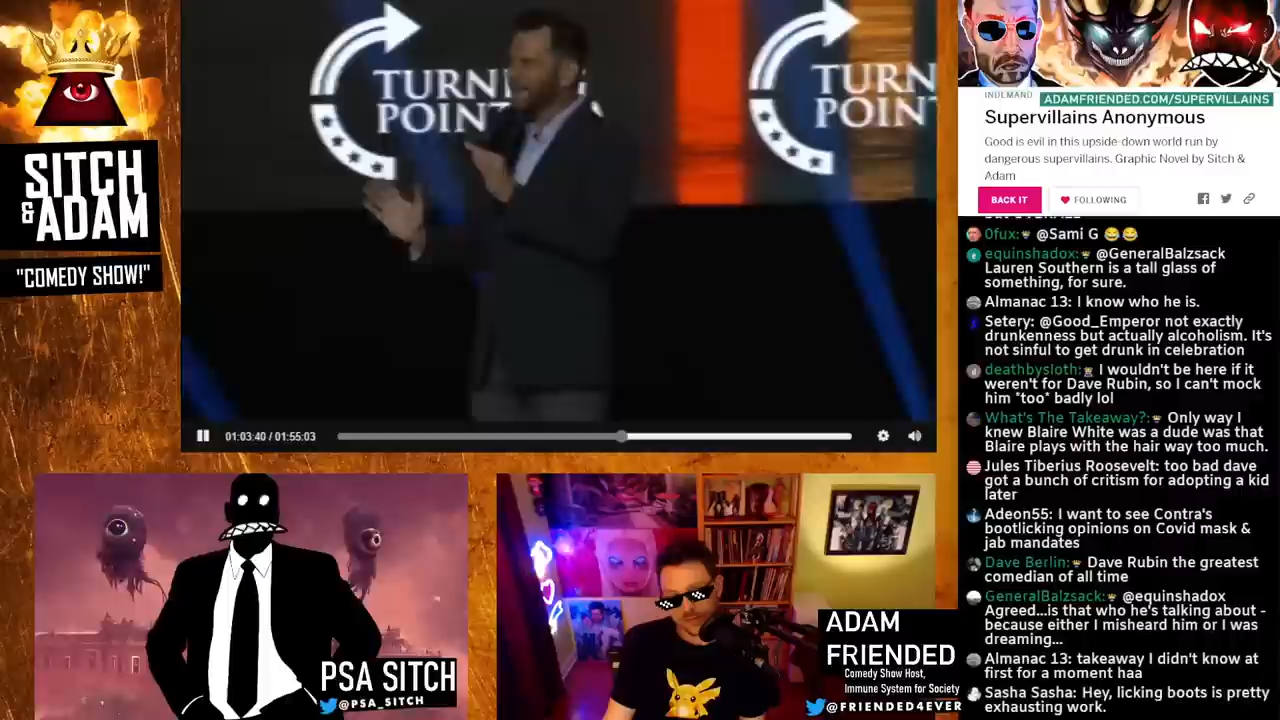 SITCH
& ADAM
"COMEDY SHOW!"
TURNI
POIN
TURN
POIN
01:03:40 / 01:55:03
PSA SITCH
@PSA_SITCH
ADAM
FRIENDED
Comedy Show Host,
Immune System for Society
@FRIENDED4EVER
INDEMAND
ADAMFRIENDED.COM/SUPERVILLAINS
Supervillains Anonymous
Good is evil in this upside-down world run by
dangerous supervillains. Graphic Novel by Sitch &
Adam
BACK IT
FOLLOWING
0fux: @Sami G 😂😂
equinshadox: @GeneralBalzsack
Lauren Southern is a tall glass of
something, for sure.
Almanac 13: I know who he is.
Setery: @Good_Emperor not exactly
drunkenness but actually alcoholism. It's
not sinful to get drunk in celebration
deathbysloth: I wouldn't be here if it
weren't for Dave Rubin, so I can't mock
him *too* badly lol
What's The Takeaway?: Only way I
knew Blaire White was a dude was that
Blaire plays with the hair way too much.
Jules Tiberius Roosevelt: too bad dave
got a bunch of critism for adopting a kid
later
Adeon55: I want to see Contra's
bootlicking opinions on Covid mask &
jab mandates
Dave Berlin: Dave Rubin the greatest
comedian of all time
GeneralBalzsack: @equinshadox
Agreed...is that who he's talking about -
because either I misheard him or I was
dreaming...
Almanac 13: takeaway I didn't know at
first for a moment haa
Sasha Sasha: Hey, licking boots is pretty
exhausting work.